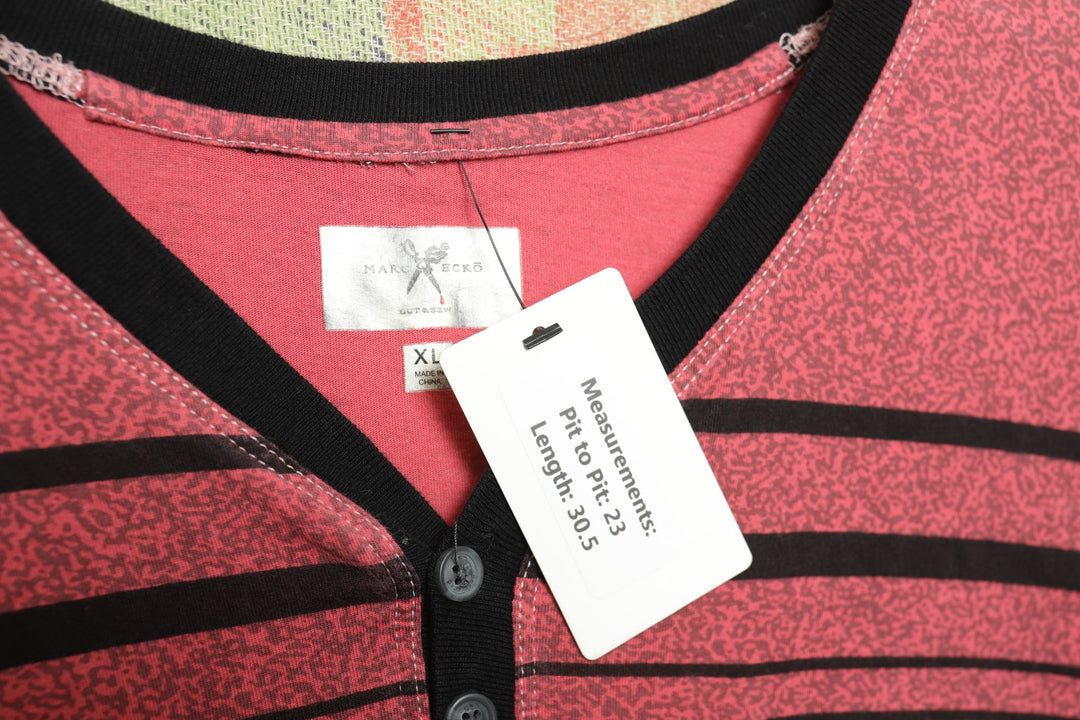 MARC ECKŌ
CUT & SEW
XL
MADE IN
CHINA
Measurements:
Pit to Pit: 23
Length: 30.5